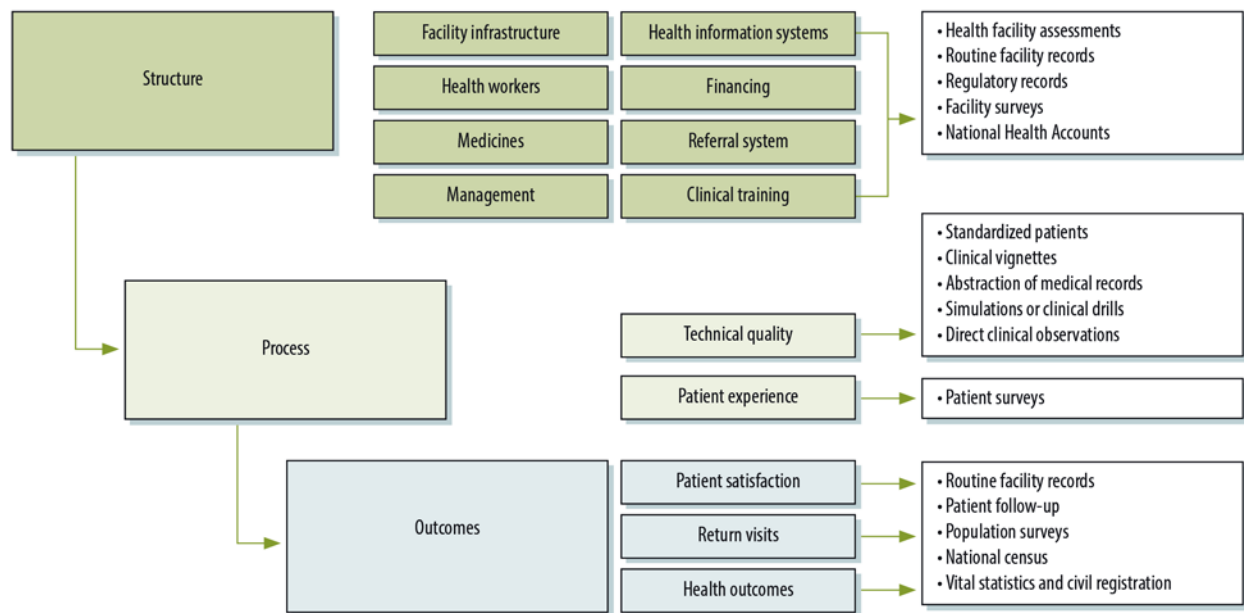 Structure
Facility infrastructure
Health information systems
Health workers
Financing
Medicines
Referral system
Management
Clinical training
• Health facility assessments
• Routine facility records
• Regulatory records
• Facility surveys
• National Health Accounts
Process
Technical quality
• Standardized patients
• Clinical vignettes
• Abstraction of medical records
• Simulations or clinical drills
• Direct clinical observations
Patient experience
• Patient surveys
Outcomes
Patient satisfaction
Return visits
Health outcomes
• Routine facility records
• Patient follow-up
• Population surveys
• National census
• Vital statistics and civil registration